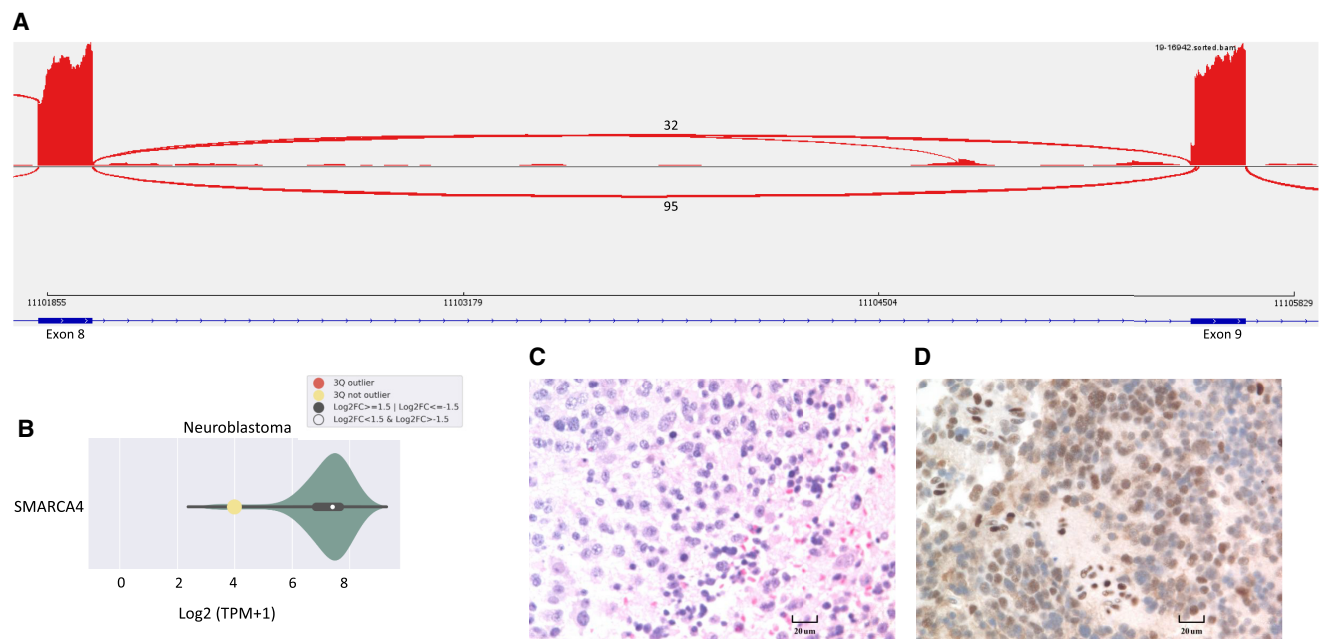 A
19-16942.sorted.bam
32
95
11101855 11103179 11104504 11105829
Exon 8 Exon 9
B
3Q outlier
3Q not outlier
Log2FC>=1.5 | Log2FC<=-1.5
Log2FC<1.5 & Log2FC>-1.5
Neuroblastoma
SMARCA4
0 2 4 6 8
Log2 (TPM+1)
C
20um
D
20um